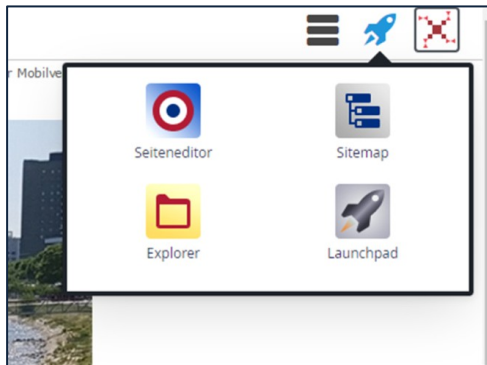 r Mobilve
Seiteneditor
Sitemap
Explorer
Launchpad